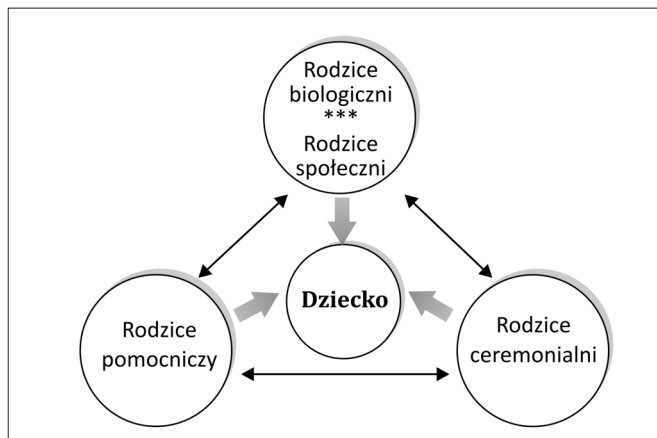 Rodzice
biologiczni
***
Rodzice
społeczni
Dziecko
Rodzice
pomocniczy
Rodzice
ceremonialni